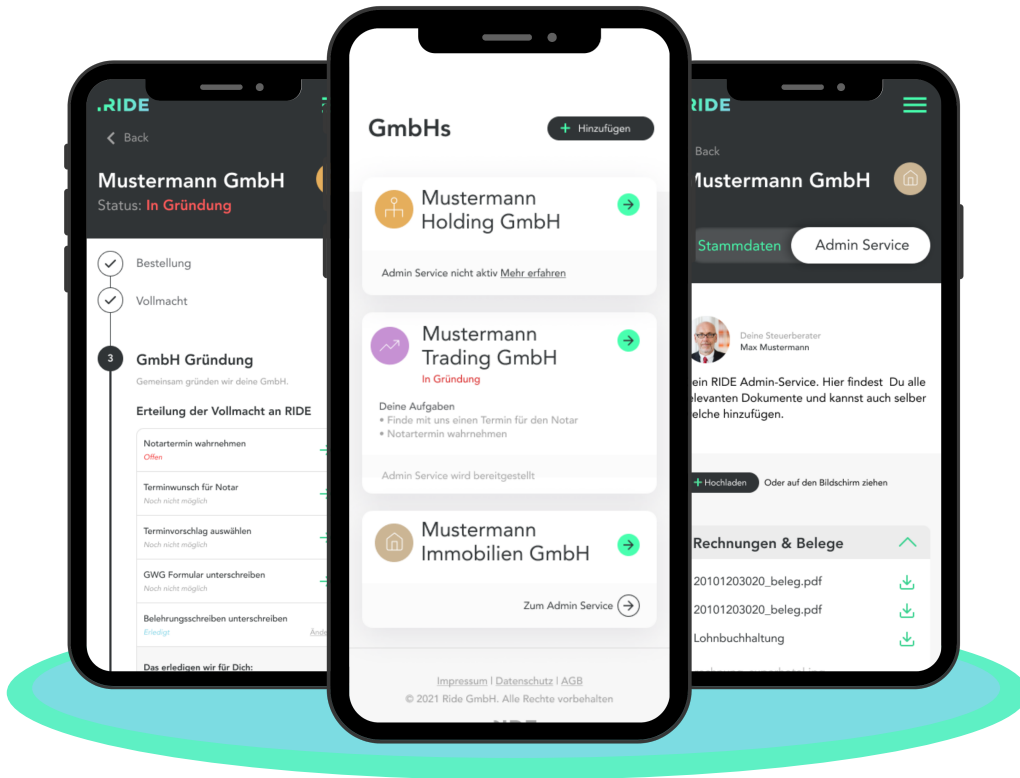 .RIDE
Back
Mustermann GmbH
Status: In Gründung
Bestellung
Vollmacht
3
GmbH Gründung
Gemeinsam gründen wir deine GmbH.
Erteilung der Vollmacht an RIDE
Notartermin wahrnehmen
Offen
Terminwunsch für Notar
Noch nicht möglich
Terminvorschlag auswählen
Noch nicht möglich
GWG Formular unterschreiben
Noch nicht möglich
Belehrungsschreiben unterschreiben
Erledigt
Das erledigen wir für Dich:
GmbHs
+ Hinzufügen
Mustermann
Holding GmbH
Admin Service nicht aktiv Mehr erfahren
Mustermann
Trading GmbH
In Gründung
Deine Aufgaben
• Finde mit uns einen Termin für den Notar
• Notartermin wahrnehmen
Admin Service wird bereitgestellt
Mustermann
Immobilien GmbH
Zum Admin Service
Impressum | Datenschutz | AGB
© 2021 Ride GmbH. Alle Rechte vorbehalten
RIDE
Back
Mustermann GmbH
Stammdaten
Admin Service
Deine Steuerberater
Max Mustermann
ein RIDE Admin-Service. Hier findest Du alle
elevanten Dokumente und kannst auch selber
elche hinzufügen.
+ Hochladen
Oder auf den Bildschirm ziehen
Rechnungen & Belege
20101203020_beleg.pdf
20101203020_beleg.pdf
Lohnbuchhaltung